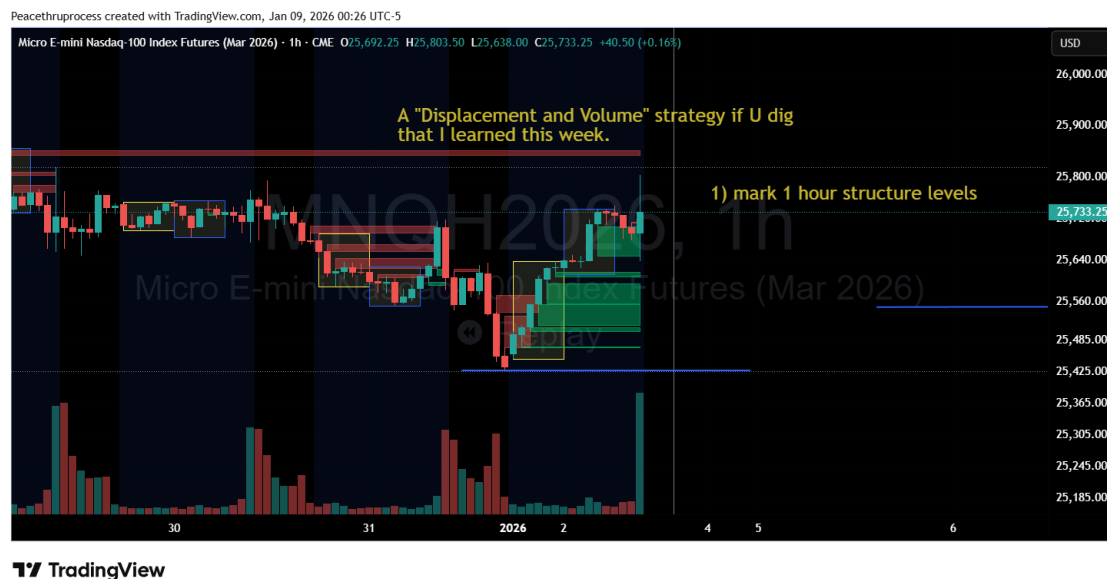 Peacethruprocess created with TradingView.com, Jan 09, 2026 00:26 UTC-5
Micro E-mini Nasdaq-100 Index Futures (Mar 2026) · 1h · CME O25,692.25 H25,803.50 L25,638.00 C25,733.25 +40.50 (+0.16%)
USD
26,000.00
A "Displacement and Volume" strategy if U dig
that I learned this week.
25,900.00
25,800.00
1) mark 1 hour structure levels
MNQH2026, 1h
25,733.25
25,640.00
Micro E-mini Nasdaq-100 Index Futures (Mar 2026)
25,560.00
Replay
25,485.00
25,425.00
25,365.00
25,305.00
25,245.00
25,185.00
30 31 2026 2 4 5 6
TradingView